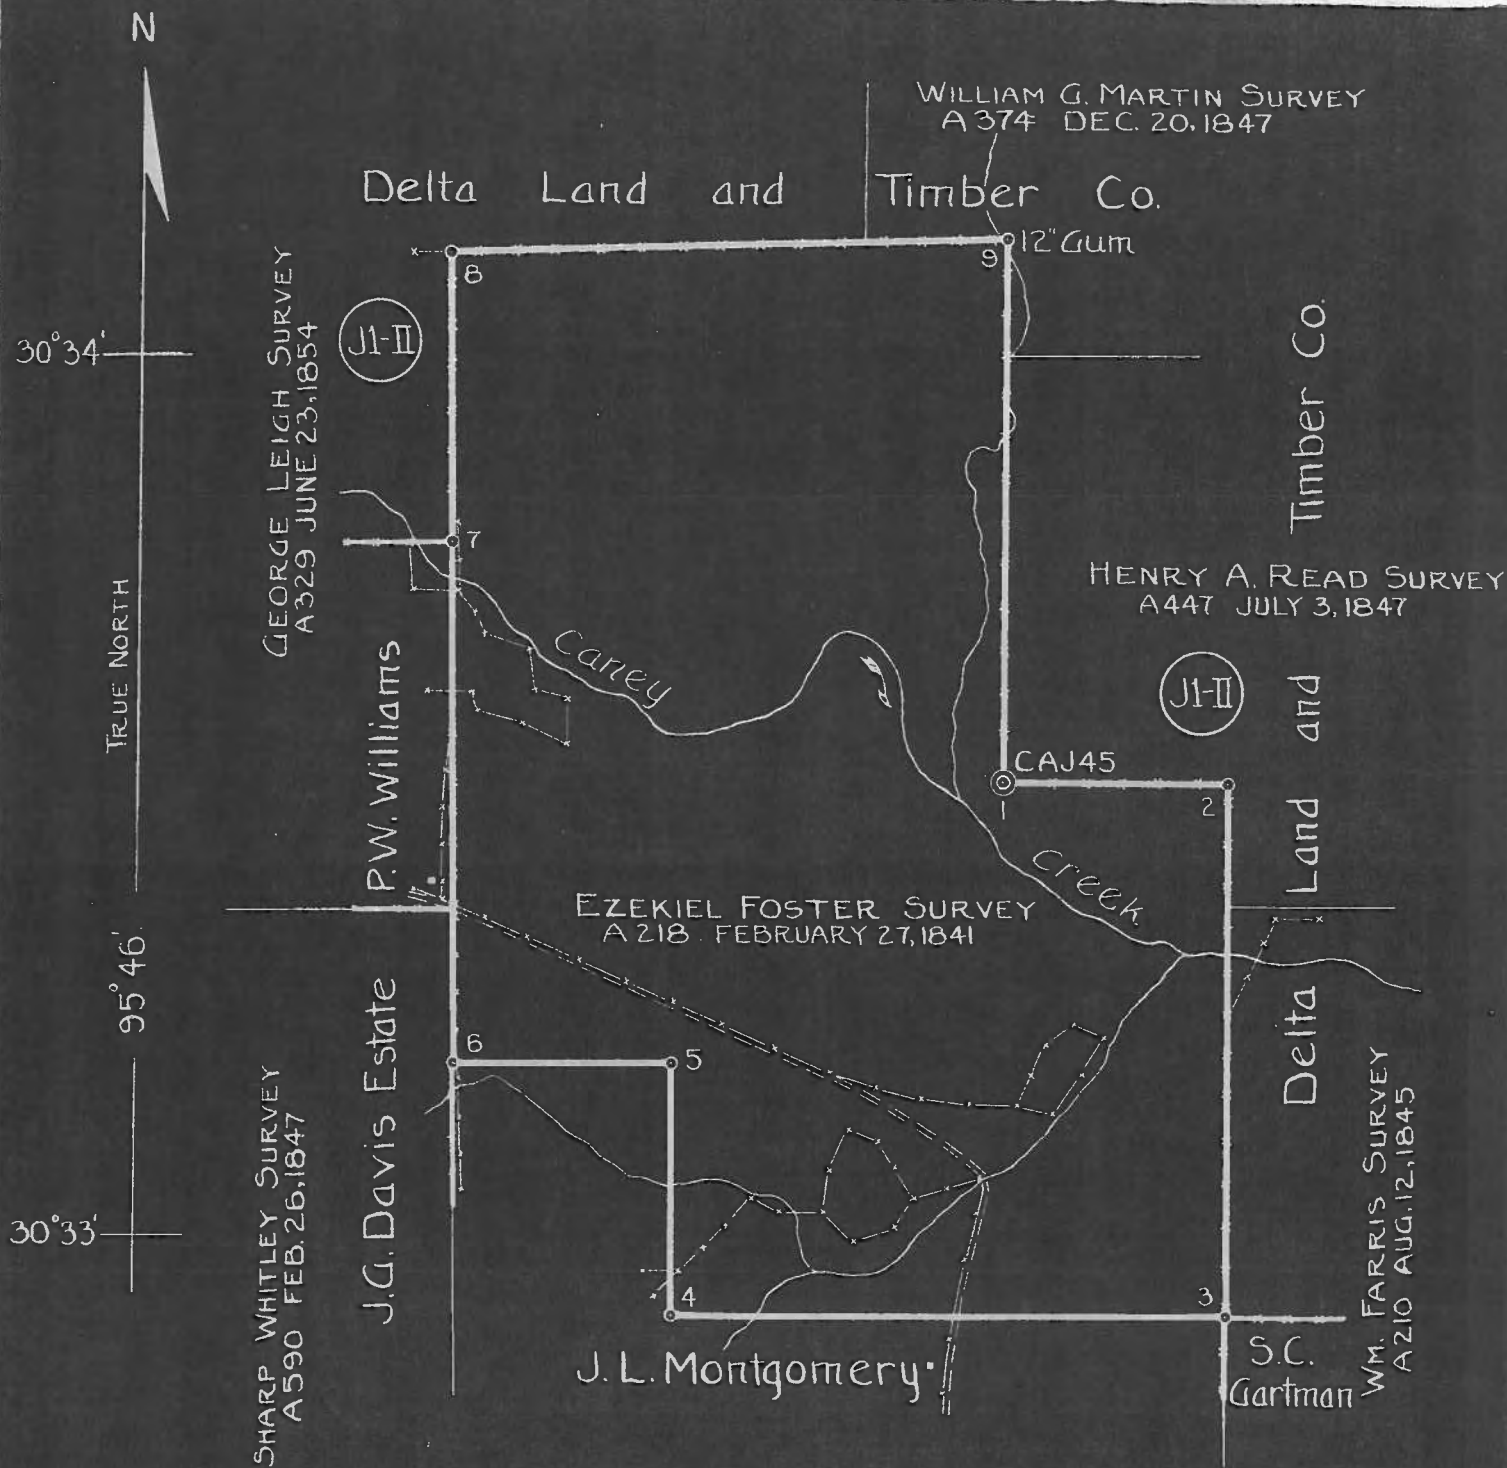 N
WILLIAM G. MARTIN SURVEY
A 374 DEC. 20, 1847
Delta Land and Timber Co.
12" Gum
8
9
GEORGE LEIGH SURVEY
A 329 JUNE 23, 1854
J1-II
30°34'
Timber Co.
7
HENRY A. READ SURVEY
A447 JULY 3, 1847
TRUE NORTH
Caney
P.W. Williams
J1-II
Land and
CAJ45
1
2
Creek
EZEKIEL FOSTER SURVEY
A 218 FEBRUARY 27, 1841
95°46'
J.G. Davis Estate
6
5
Delta
SHARP WHITLEY SURVEY
A590 FEB. 26, 1847
WM. FARRIS SURVEY
A210 AUG. 12, 1845
30°33'
4
3
J. L. Montgomery
S.C.
Gartman